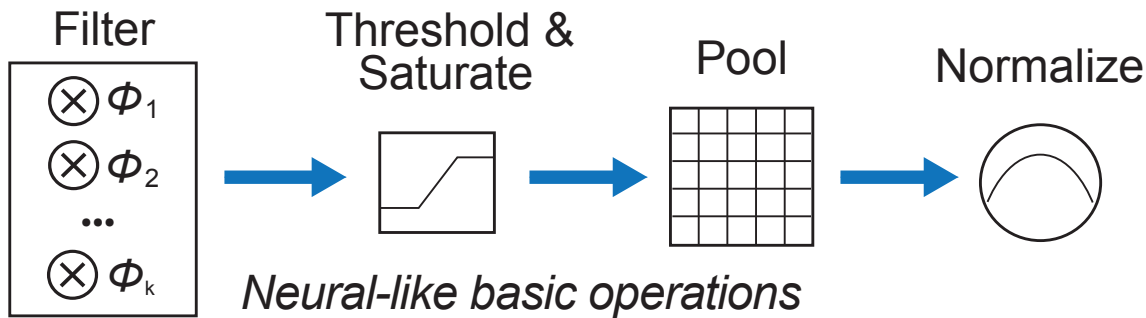 Filter
Threshold &
Saturate
Pool
Normalize
⊗ Φ1
⊗ Φ2
...
⊗ Φk
Neural-like basic operations